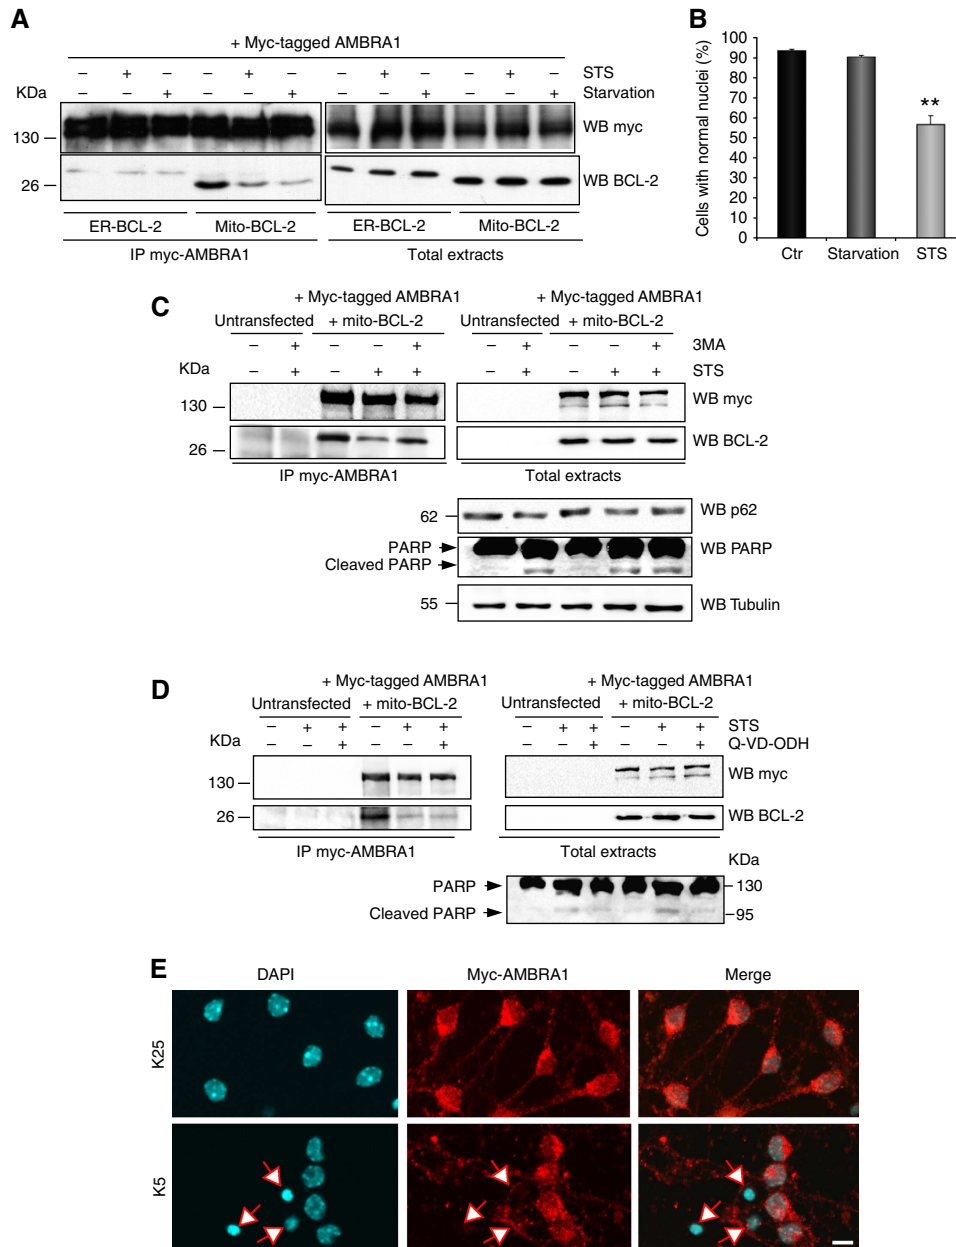 A
+ Myc-tagged AMBRA1
– + – – + – – + – – + – STS
KDa – – + – – + – – + – – + Starvation
130 WB myc
26 WB BCL-2
ER-BCL-2 Mito-BCL-2 ER-BCL-2 Mito-BCL-2
IP myc-AMBRA1 Total extracts
B
Cells with normal nuclei (%)
100
90
80
70
60
50
40
30
20
10
0
**
Ctr Starvation STS
C
+ Myc-tagged AMBRA1 + Myc-tagged AMBRA1
Untransfected + mito-BCL-2 Untransfected + mito-BCL-2
– + – – + – + – – + 3MA
KDa – + – + + – + – + + STS
130 WB myc
26 WB BCL-2
IP myc-AMBRA1 Total extracts
62 WB p62
PARP WB PARP
Cleaved PARP
55 WB Tubulin
D
+ Myc-tagged AMBRA1 + Myc-tagged AMBRA1
Untransfected + mito-BCL-2 Untransfected + mito-BCL-2
– + + – + + – + + – + + STS
KDa – – + – – + – – + – – + Q-VD-ODH
130 WB myc
26 WB BCL-2
IP myc-AMBRA1 Total extracts
KDa
PARP 130
Cleaved PARP 95
E
DAPI Myc-AMBRA1 Merge
K25
K5